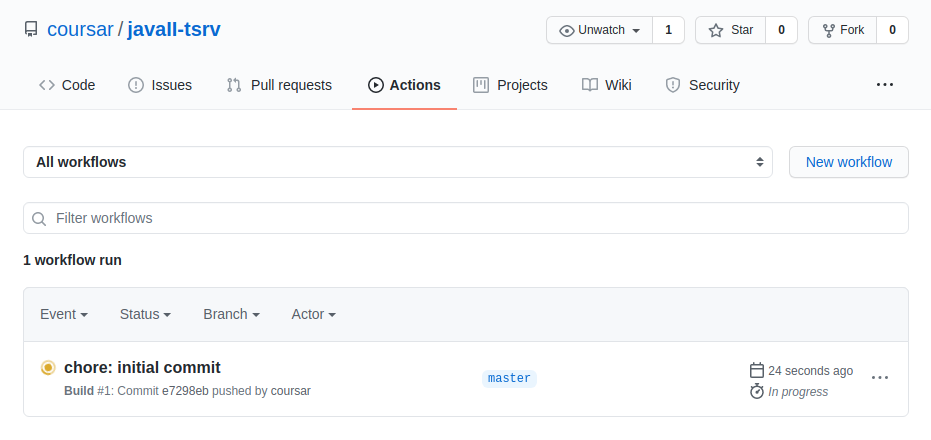 coursar / javall-tsrv
Unwatch 1 Star 0 Fork 0
Code Issues Pull requests Actions Projects Wiki Security
All workflows New workflow
Filter workflows
1 workflow run
Event Status Branch Actor
chore: initial commit
Build #1: Commit e7298eb pushed by coursar
master
24 seconds ago
In progress